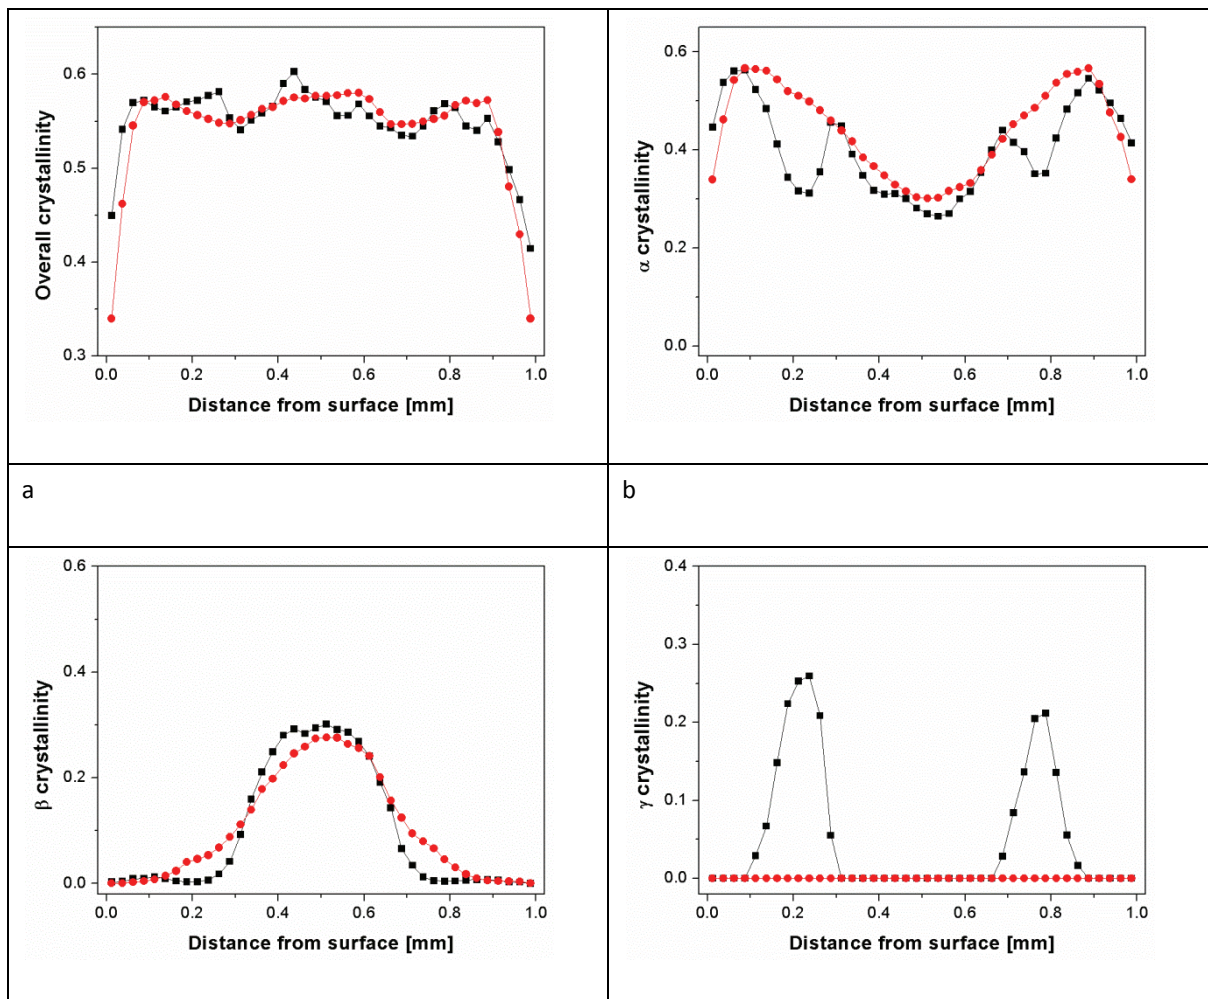 Overall crystallinity
0.6
0.5
0.4
0.3
0.0 0.2 0.4 0.6 0.8 1.0
Distance from surface [mm]
α crystallinity
0.6
0.4
0.2
0.0
0.0 0.2 0.4 0.6 0.8 1.0
Distance from surface [mm]
a
b
β crystallinity
0.6
0.4
0.2
0.0
0.0 0.2 0.4 0.6 0.8 1.0
Distance from surface [mm]
γ crystallinity
0.4
0.3
0.2
0.1
0.0
0.0 0.2 0.4 0.6 0.8 1.0
Distance from surface [mm]